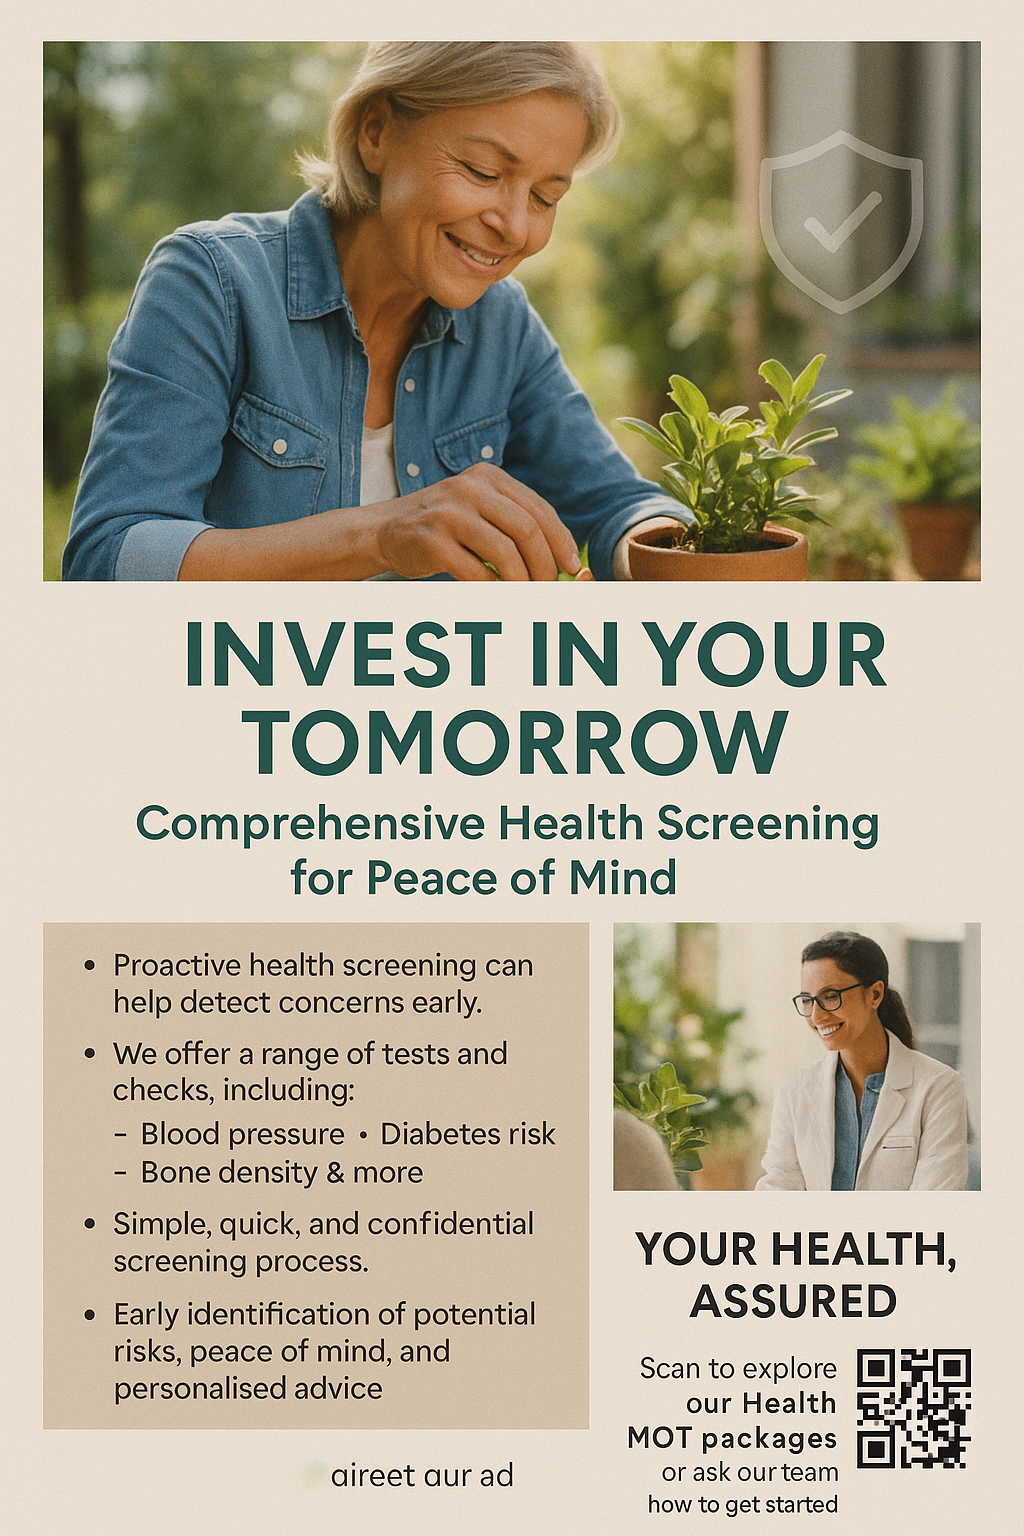 INVEST IN YOUR
TOMORROW
Comprehensive Health Screening
for Peace of Mind
• Proactive health screening can
help detect concerns early.
• We offer a range of tests and
checks, including:
– Blood pressure • Diabetes risk
– Bone density & more
• Simple, quick, and confidential
screening process.
• Early identification of potential
risks, peace of mind, and
personalised advice
aireet aur ad
YOUR HEALTH,
ASSURED
Scan to explore
our Health
MOT packages
or ask our team
how to get started